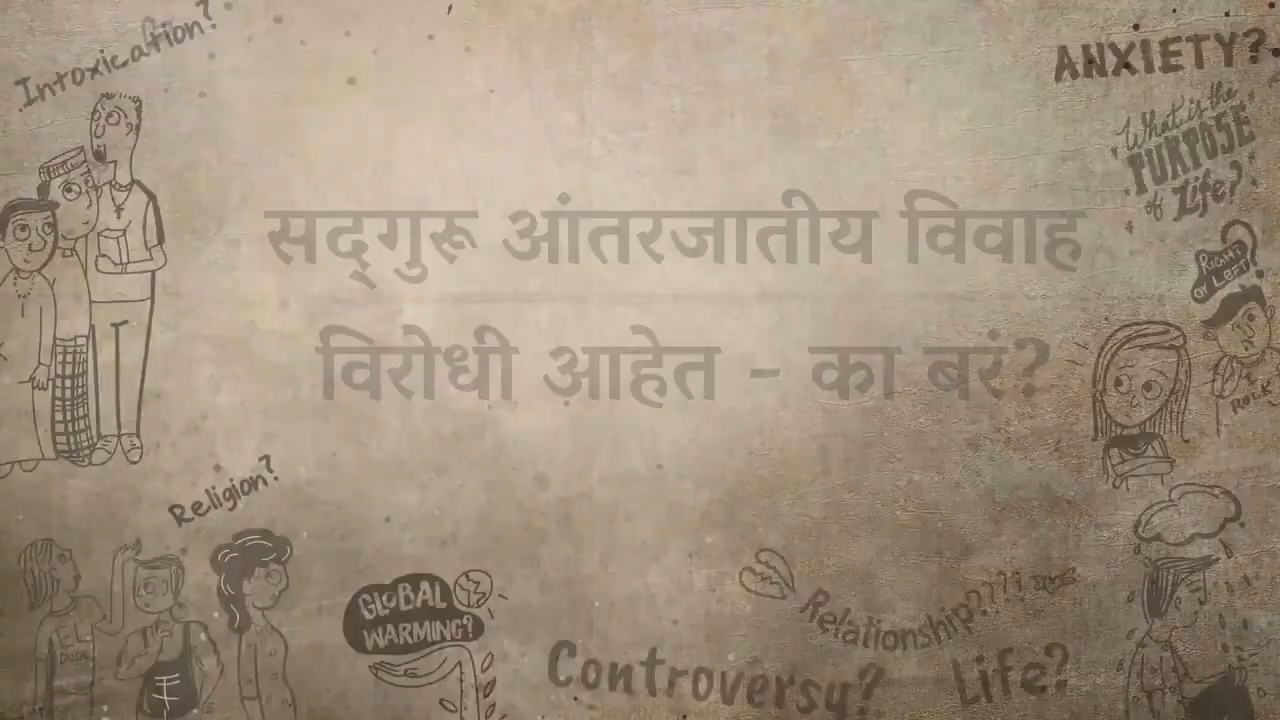 Intoxication?
ANXIETY?
What is the
PURPOSE
of Life?
RIGHT
OR LEFT
सद्गुरू आंतरजातीय विवाह
विरोधी आहेत - का बरं?
ROCK
Religion?
GLOBAL
WARMING?
Relationship????
Controversy?
Life?